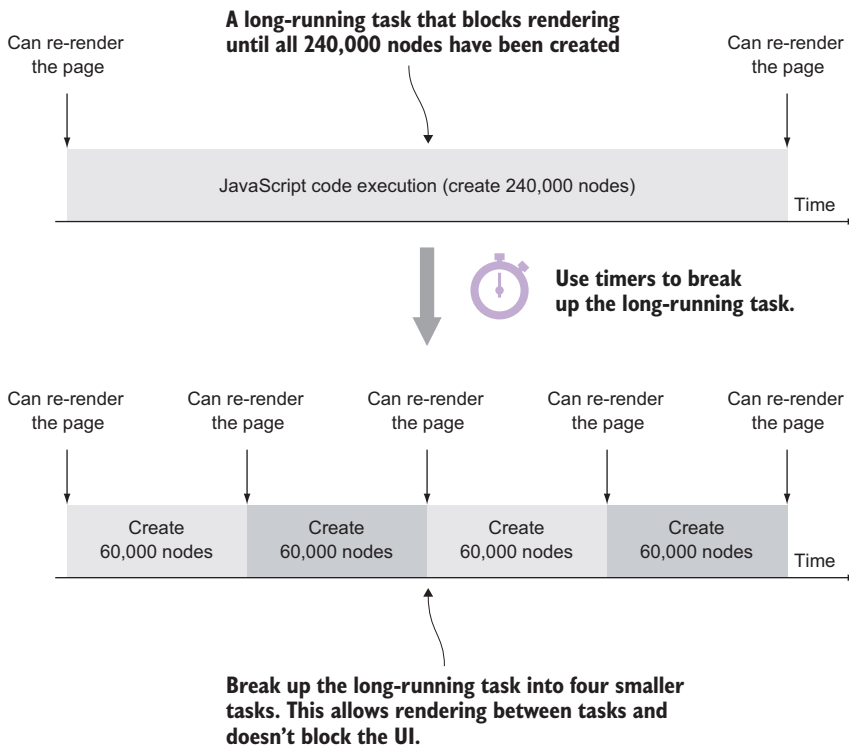 A long-running task that blocks rendering
until all 240,000 nodes have been created
Can re-render
the page
Can re-render
the page
JavaScript code execution (create 240,000 nodes)
Time
Use timers to break
up the long-running task.
Can re-render
the page
Can re-render
the page
Can re-render
the page
Can re-render
the page
Can re-render
the page
Create
60,000 nodes
Create
60,000 nodes
Create
60,000 nodes
Create
60,000 nodes
Time
Break up the long-running task into four smaller
tasks. This allows rendering between tasks and
doesn't block the UI.